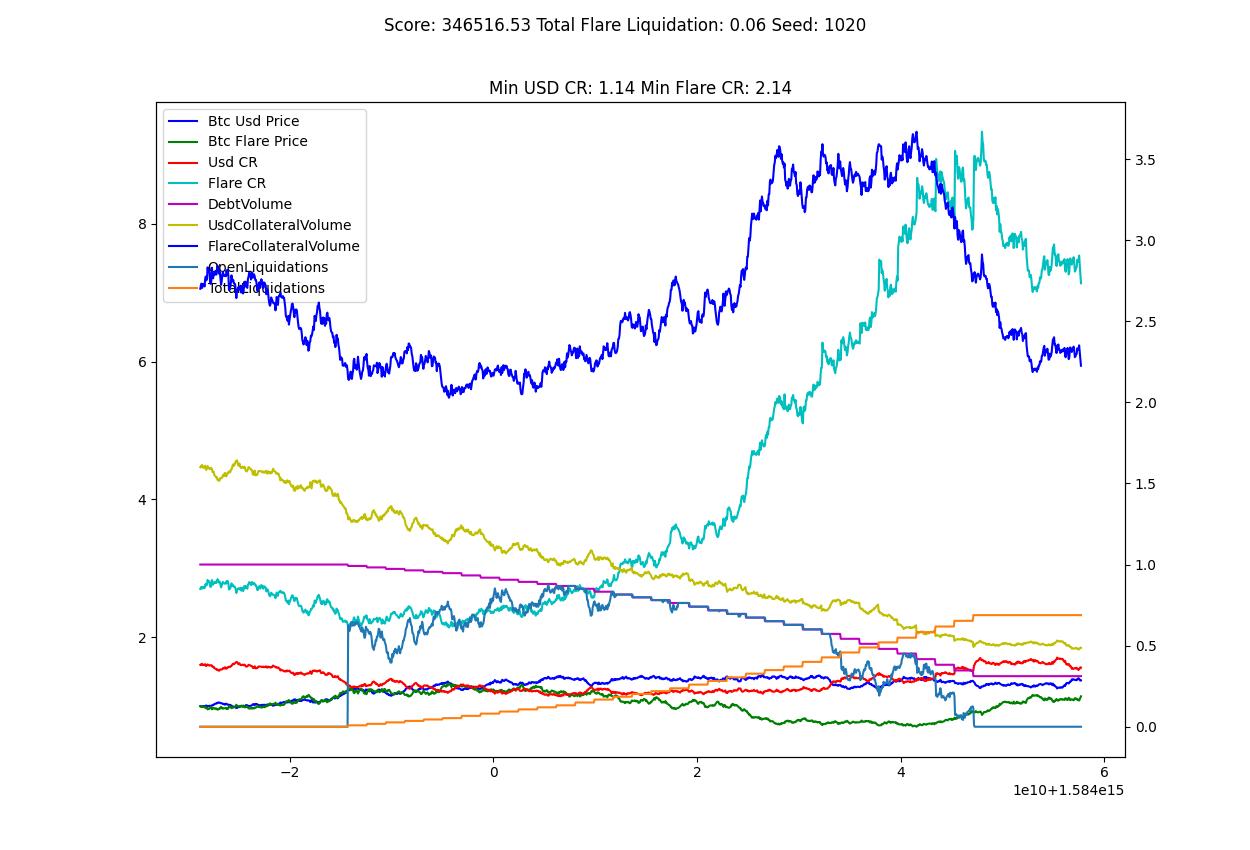 Score: 346516.53 Total Flare Liquidation: 0.06 Seed: 1020
Min USD CR: 1.14 Min Flare CR: 2.14
Btc Usd Price
Btc Flare Price
Usd CR
Flare CR
DebtVolume
UsdCollateralVolume
FlareCollateralVolume
OpenLiquidations
TotalLiquidations
8
6
4
2
3.5
3.0
2.5
2.0
1.5
1.0
0.5
0.0
−2
0
2
4
6
1e10+1.584e15